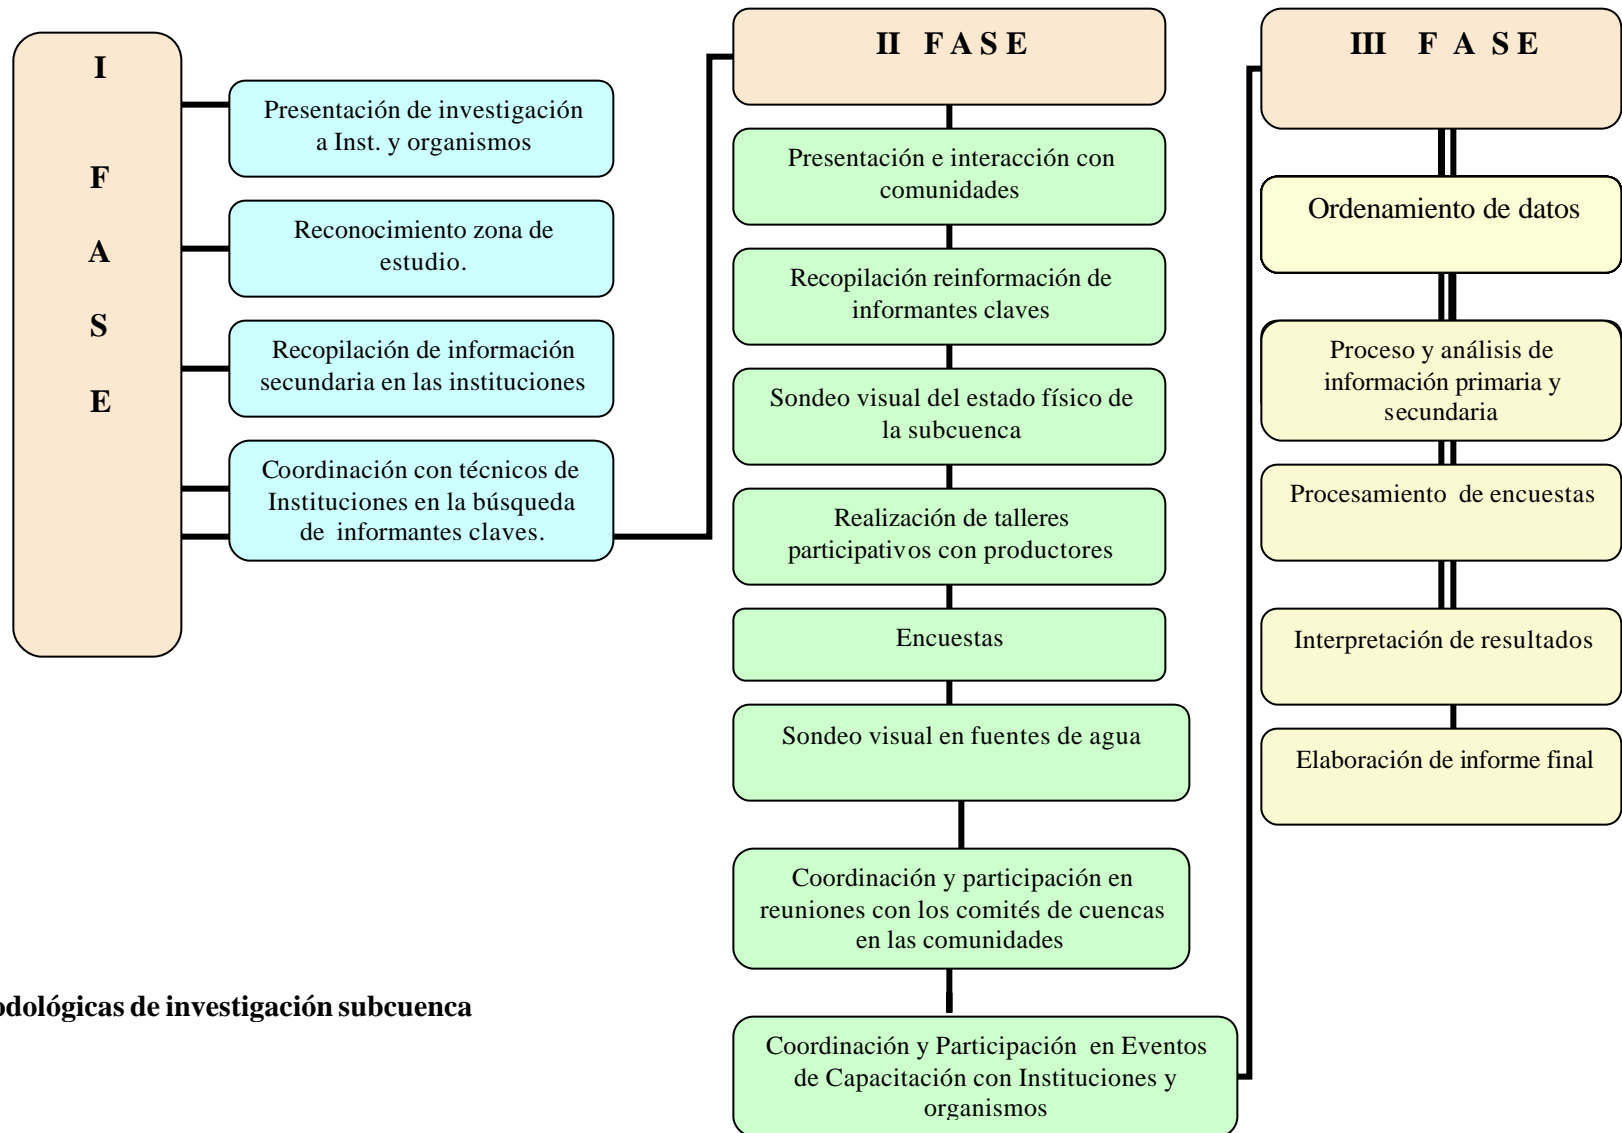 I
F
A
S
E
Presentación de investigación
a Inst. y organismos
Reconocimiento zona de
estudio.
Recopilación de información
secundaria en las instituciones
Coordinación con técnicos de
Instituciones en la búsqueda
de informantes claves.
II F A S E
Presentación e interacción con
comunidades
Recopilación reinformación de
informantes claves
Sondeo visual del estado físico de
la subcuenca
Realización de talleres
participativos con productores
Encuestas
Sondeo visual en fuentes de agua
Coordinación y participación en
reuniones con los comités de cuencas
en las comunidades
Coordinación y Participación en Eventos
de Capacitación con Instituciones y
organismos
III F A S E
Ordenamiento de datos
Proceso y análisis de
información primaria y
secundaria
Procesamiento de encuestas
Interpretación de resultados
Elaboración de informe final
odológicas de investigación subcuenca